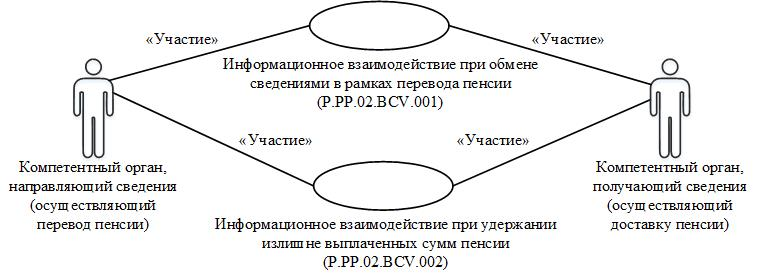 «Участие»
«Участие»
Информационное взаимодействие при обмене
сведениями в рамках перевода пенсии
(P.PP.02.BCV.001)
«Участие»
«Участие»
Компетентный орган,
направляющий сведения
(осуществляющий
перевод пенсии)
Компетентный орган,
получающий сведения
(осуществляющий
доставку пенсии)
Информационное взаимодействие при удержании
излишне выплаченных сумм пенсии
(P.PP.02.BCV.002)